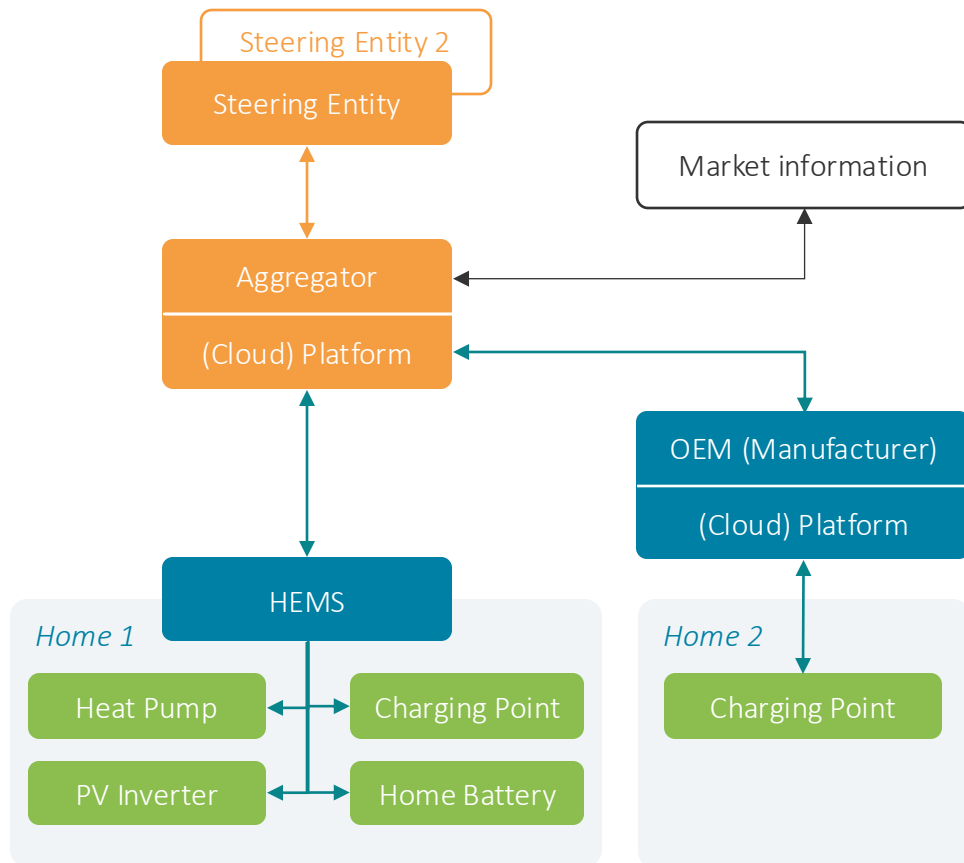 Steering Entity 2
Steering Entity
Market information
Aggregator
(Cloud) Platform
OEM (Manufacturer)
(Cloud) Platform
HEMS
Home 1
Home 2
Heat Pump
Charging Point
Charging Point
PV Inverter
Home Battery